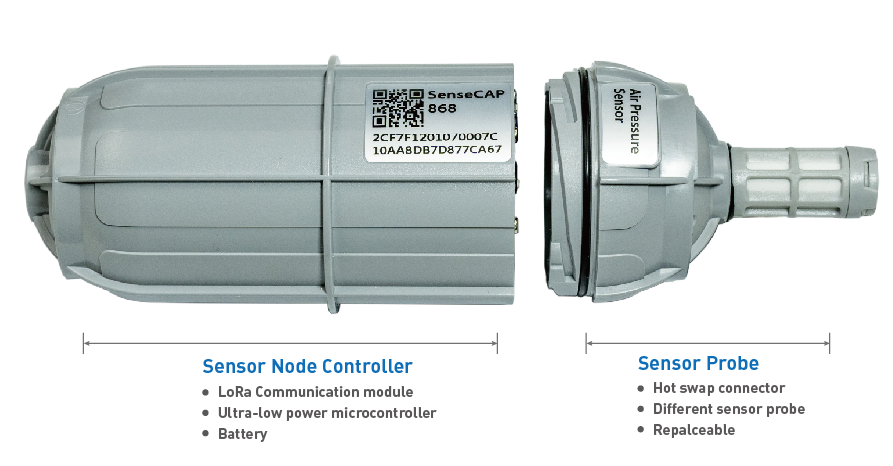 SenseCAP
868
2CF7F1201070007C
10AA8DB7D877CA67
Air Pressure
Sensor
Sensor Node Controller
• LoRa Communication module
• Ultra-low power microcontroller
• Battery
Sensor Probe
• Hot swap connector
• Different sensor probe
• Repalceable